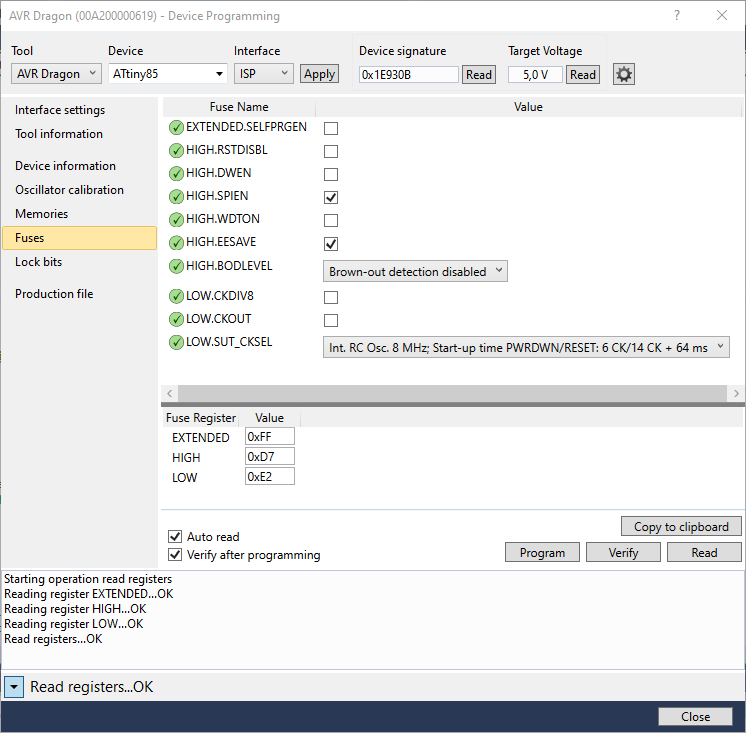 AVR Dragon (00A200000619) - Device Programming
?
Tool Device Interface Device signature Target Voltage
AVR Dragon ATtiny85 ISP Apply 0x1E930B Read 5,0 V Read
Interface settings
Tool information
Device information
Oscillator calibration
Memories
Fuses
Lock bits
Production file
Fuse Name Value
EXTENDED.SELFPRGEN
HIGH.RSTDISBL
HIGH.DWEN
HIGH.SPIEN
HIGH.WDTON
HIGH.EESAVE
HIGH.BODLEVEL Brown-out detection disabled
LOW.CKDIV8
LOW.CKOUT
LOW.SUT_CKSEL Int. RC Osc. 8 MHz; Start-up time PWRDWN/RESET: 6 CK/14 CK + 64 ms
Fuse Register Value
EXTENDED 0xFF
HIGH 0xD7
LOW 0xE2
Copy to clipboard
Auto read
Verify after programming
Program Verify Read
Starting operation read registers
Reading register EXTENDED...OK
Reading register HIGH...OK
Reading register LOW...OK
Read registers...OK
Read registers...OK
Close